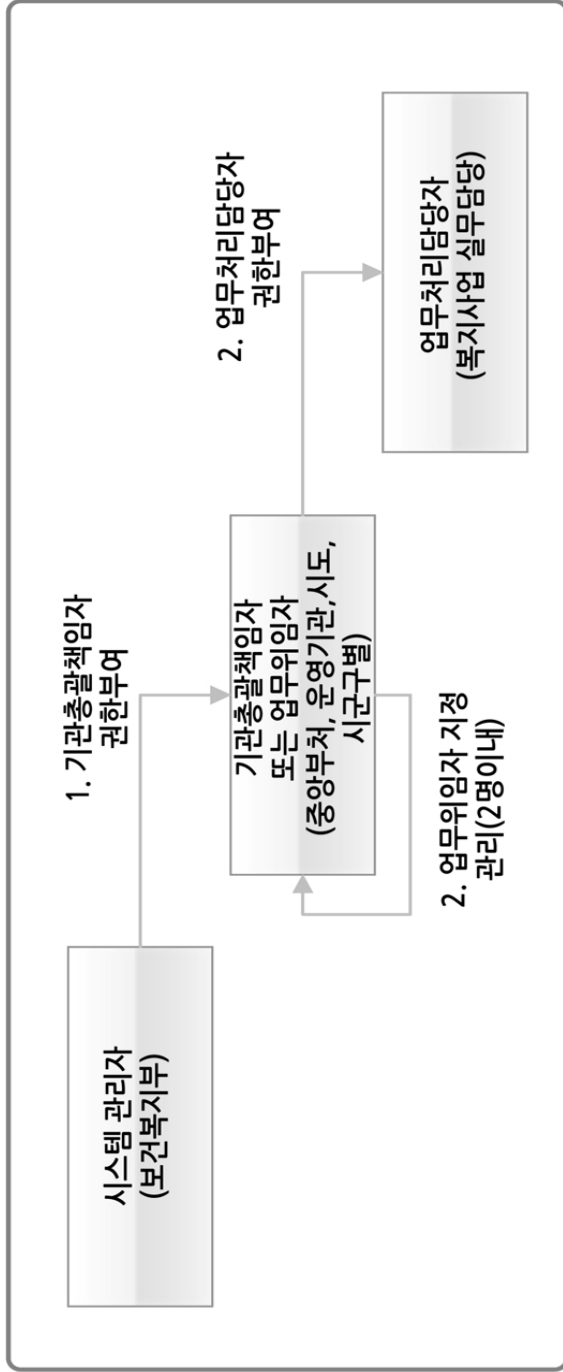 시스템 관리자
(보건복지부)
1. 기관총괄책임자
권한부여
기관총괄책임자
또는 업무위임자
(중앙부처, 운영기관,시도,
시군구별)
2. 업무위임자 지정
관리(2명이내)
2. 업무처리담당자
권한부여
업무처리담당자
(복지사업 실무담당)